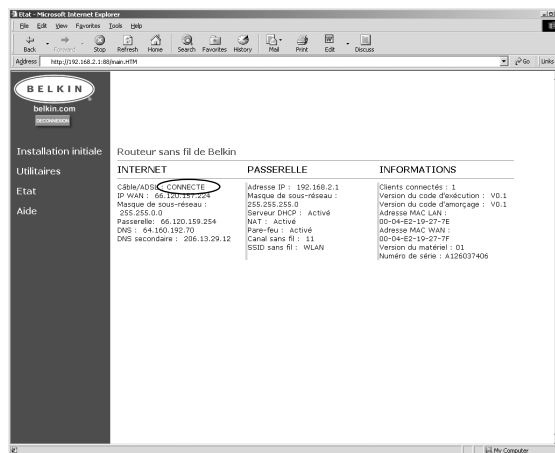 Etat - Microsoft Internet Explorer
File Edit View Favorites Tools Help
Back Forward Stop Refresh Home Search Favorites History Mail Print Edit Discuss
Address http://192.168.2.1:88/main.HTM Go Links
BELKIN
belkin.com
DECONNEXION
Installation initiale
Utilitaires
Etat
Aide
Routeur sans fil de Belkin
INTERNET
Câble/ADSL : CONNECTE
IP WAN : 66.120.157.224
Masque de sous-réseau :
255.255.0.0
Passerelle: 66.120.159.254
DNS : 64.160.192.70
DNS secondaire : 206.13.29.12
PASSERELLE
Adresse IP : 192.168.2.1
Masque de sous-réseau :
255.255.255.0
Serveur DHCP : Activé
NAT : Activé
Pare-feu : Activé
Canal sans fil : 11
SSID sans fil : WLAN
INFORMATIONS
Clients connectés : 1
Version du code d'exécution : V0.1
Version du code d'amorçage : V0.1
Adresse MAC LAN :
00-04-E2-19-27-7E
Adresse MAC WAN :
00-04-E2-19-27-7F
Version du matériel : 01
Numéro de série : A126037406
My Computer